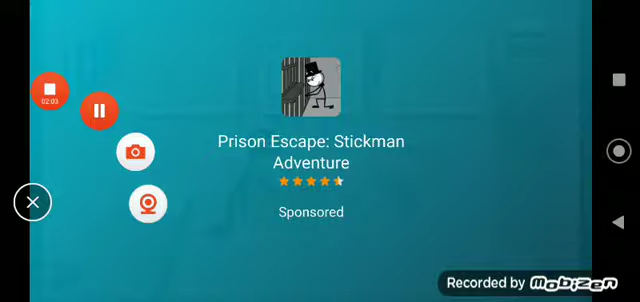 02:03
Prison Escape: Stickman
Adventure
Sponsored
Recorded by Mobizen